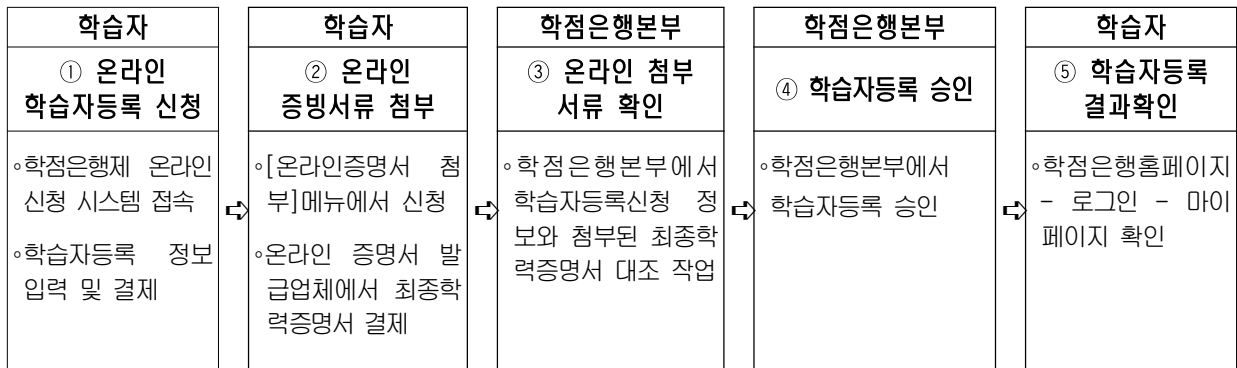 학습자
① 온라인
학습자등록 신청
◦학점은행제 온라인
신청 시스템 접속
◦학습자등록 정보
입력 및 결제
➪
학습자
② 온라인
증빙서류 첨부
◦[온라인증명서 첨
부]메뉴에서 신청
◦온라인 증명서 발
급업체에서 최종학
력증명서 결제
➪
학점은행본부
③ 온라인 첨부
서류 확인
◦학점은행본부에서
학습자등록신청 정
보와 첨부된 최종학
력증명서 대조 작업
➪
학점은행본부
④ 학습자등록 승인
◦학점은행본부에서
학습자등록 승인
➪
학습자
⑤ 학습자등록
결과확인
◦학점은행홈페이지
- 로그인 - 마이
페이지 확인